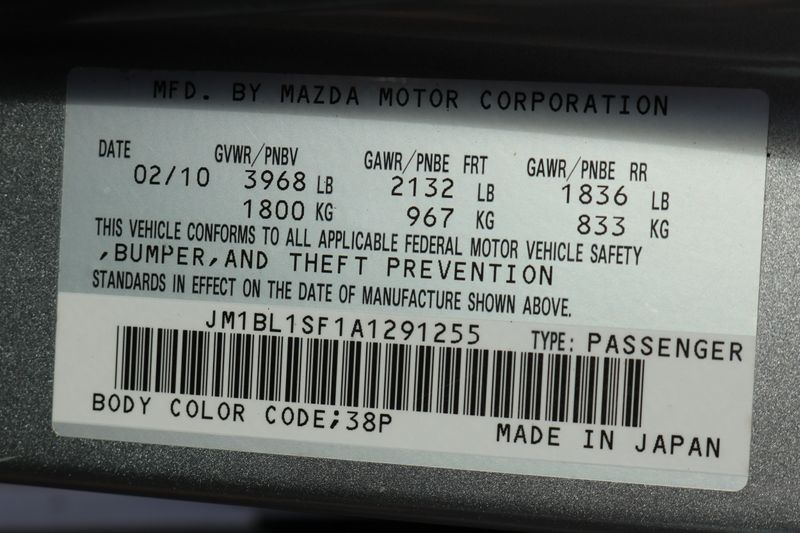 MFD. BY MAZDA MOTOR CORPORATION
DATE GVWR/PNBV GAWR/PNBE FRT GAWR/PNBE RR
02/10 3968 LB 2132 LB 1836 LB
1800 KG 967 KG 833 KG
THIS VEHICLE CONFORMS TO ALL APPLICABLE FEDERAL MOTOR VEHICLE SAFETY
,BUMPER,AND THEFT PREVENTION
STANDARDS IN EFFECT ON THE DATE OF MANUFACTURE SHOWN ABOVE.
JM1BL1SF1A1291255 TYPE: PASSENGER
BODY COLOR CODE;38P
MADE IN JAPAN